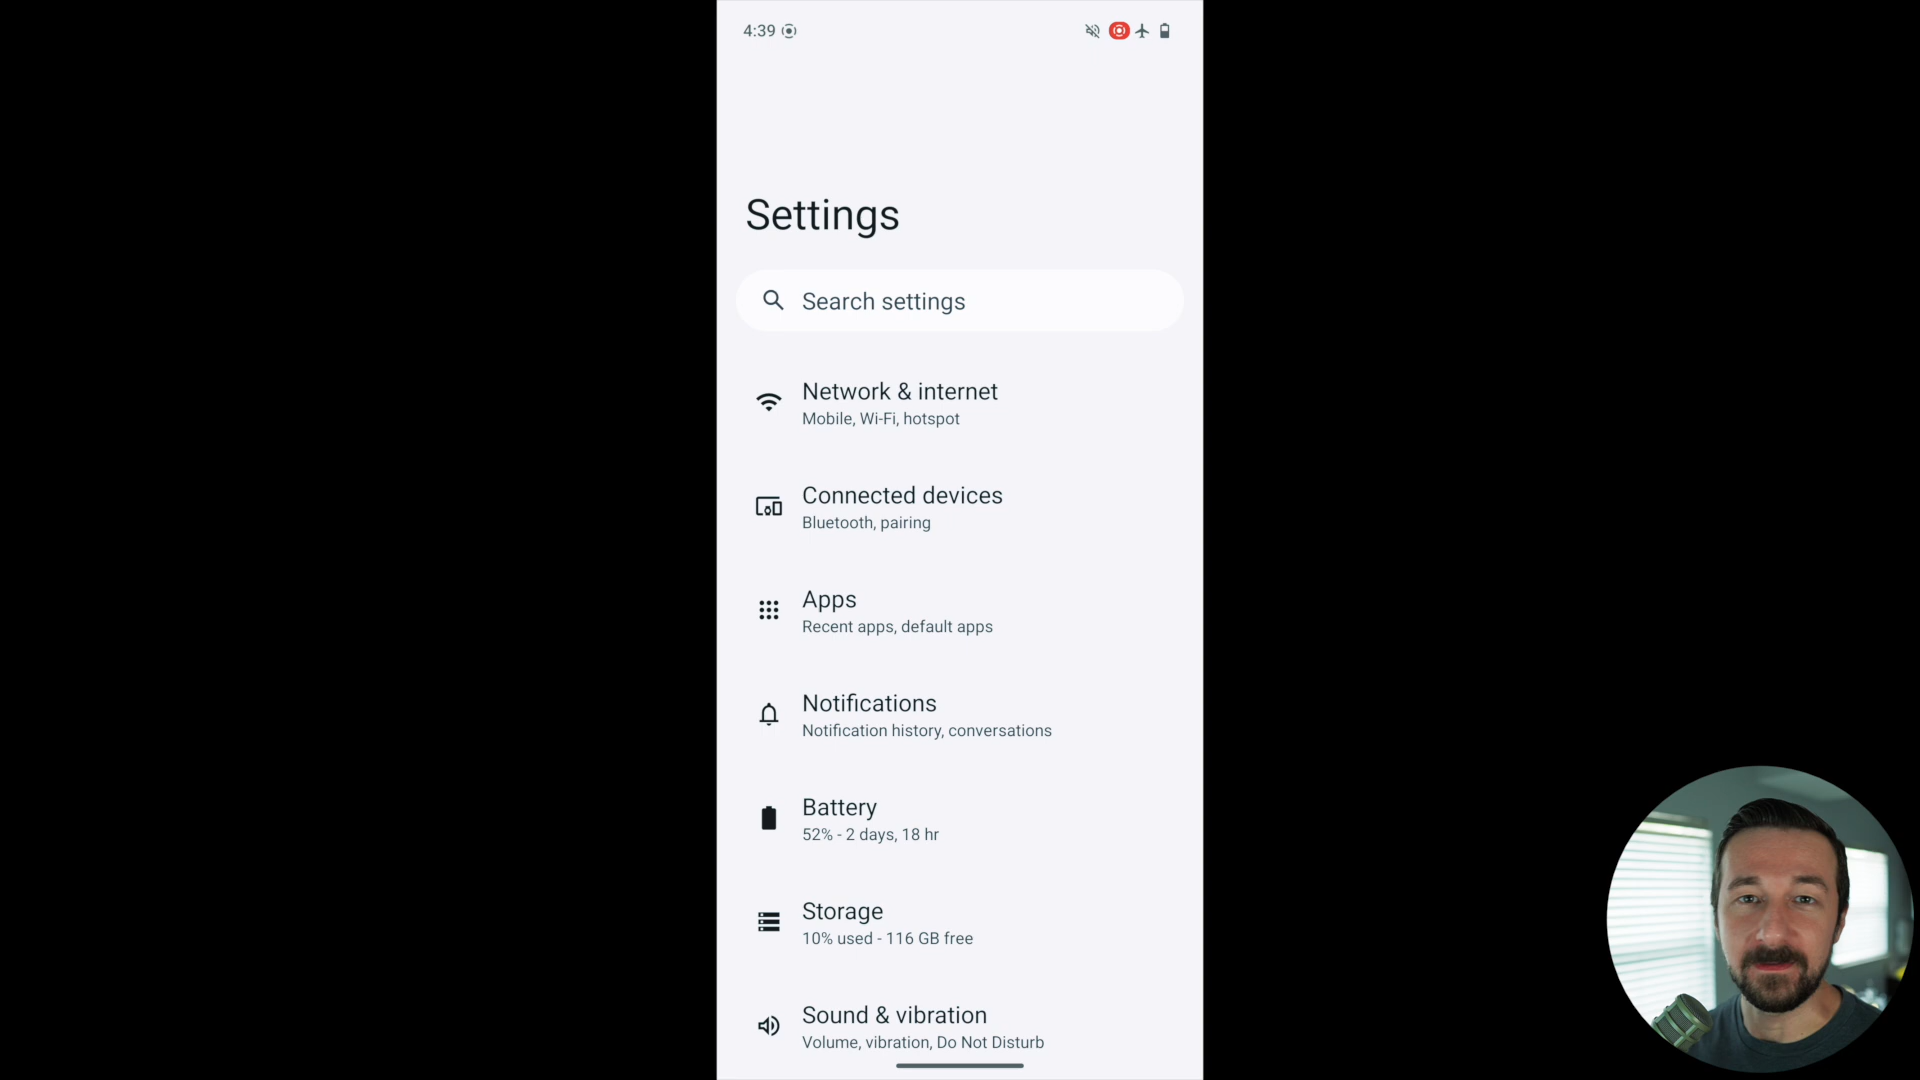 4:39
Settings
Search settings
Network & internet
Mobile, Wi-Fi, hotspot
Connected devices
Bluetooth, pairing
Apps
Recent apps, default apps
Notifications
Notification history, conversations
Battery
52% - 2 days, 18 hr
Storage
10% used - 116 GB free
Sound & vibration
Volume, vibration, Do Not Disturb